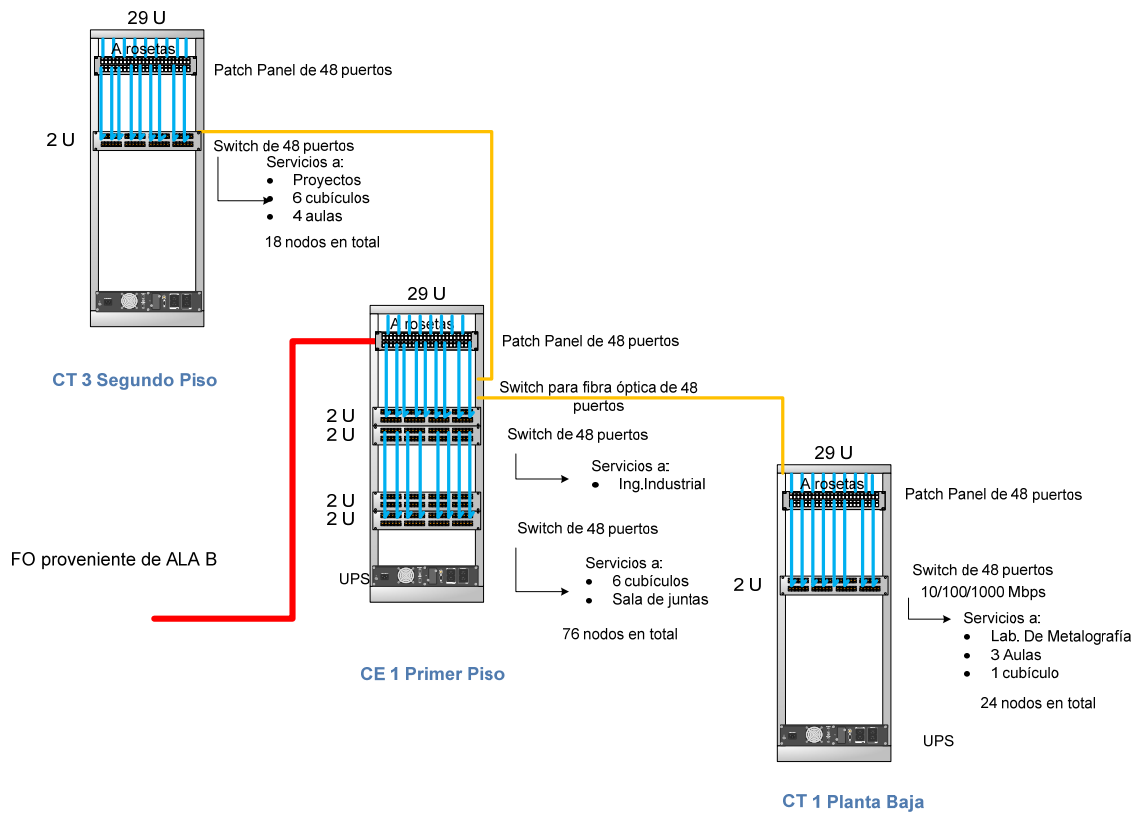 29 U
A rosetas
Patch Panel de 48 puertos
2 U
Switch de 48 puertos
Servicios a:
• Proyectos
• 6 cubículos
• 4 aulas
18 nodos en total
CT 3 Segundo Piso
29 U
A rosetas
Patch Panel de 48 puertos
Switch para fibra óptica de 48
puertos
2 U
2 U
Switch de 48 puertos
Servicios a:
• Ing.Industrial
2 U
2 U
Switch de 48 puertos
Servicios a:
• 6 cubículos
• Sala de juntas
76 nodos en total
UPS
CE 1 Primer Piso
FO proveniente de ALA B
29 U
A rosetas
Patch Panel de 48 puertos
2 U
Switch de 48 puertos
10/100/1000 Mbps
Servicios a:
• Lab. De Metalografía
• 3 Aulas
• 1 cubículo
24 nodos en total
UPS
CT 1 Planta Baja